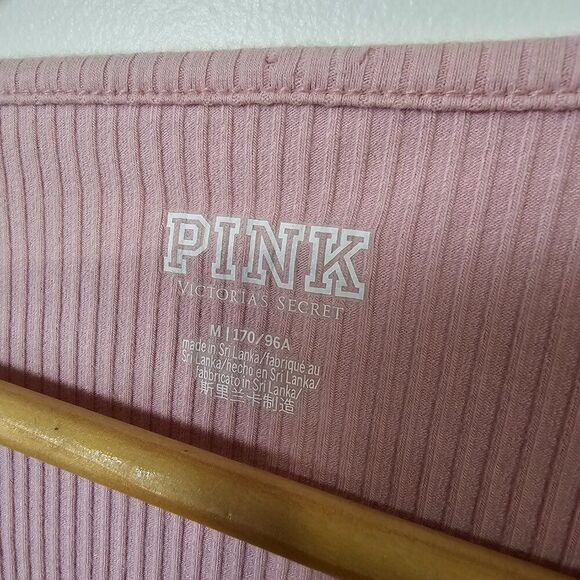 PINK
VICTORIA'S SECRET
M | 170/96A
made in Sri Lanka/fabriqué au
Sri Lanka/hecho en Sri Lanka/
fabbricato in Sri Lanka/
斯里兰卡制造